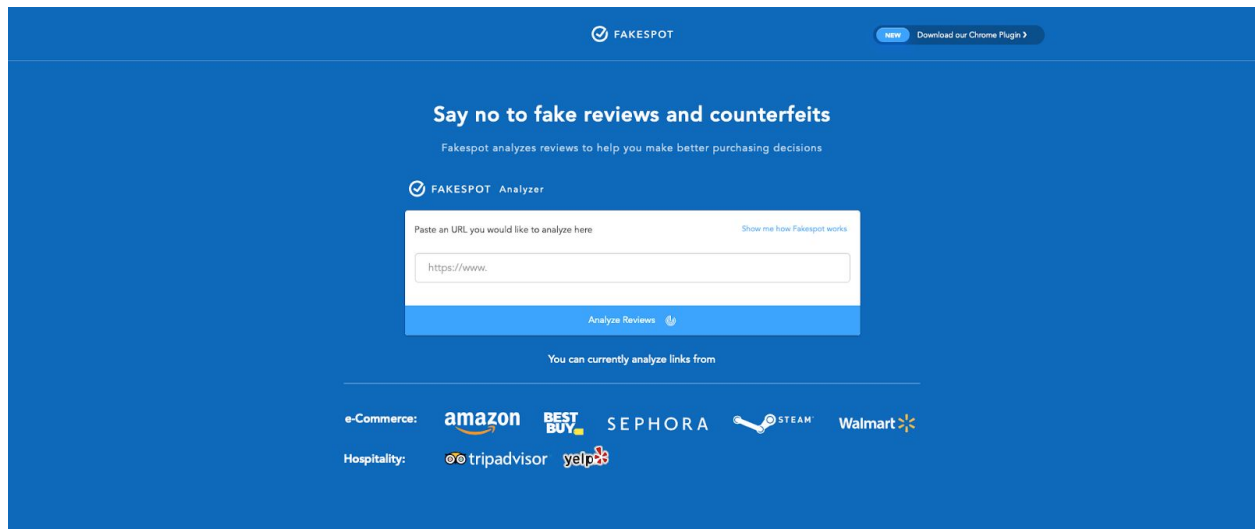 FAKESPOT
NEW Download our Chrome Plugin ❯
Say no to fake reviews and counterfeits
Fakespot analyzes reviews to help you make better purchasing decisions
FAKESPOT Analyzer
Paste an URL you would like to analyze here Show me how Fakespot works
https://www.
Analyze Reviews
You can currently analyze links from
e-Commerce: amazon BEST BUY SEPHORA STEAM Walmart
Hospitality: tripadvisor yelp